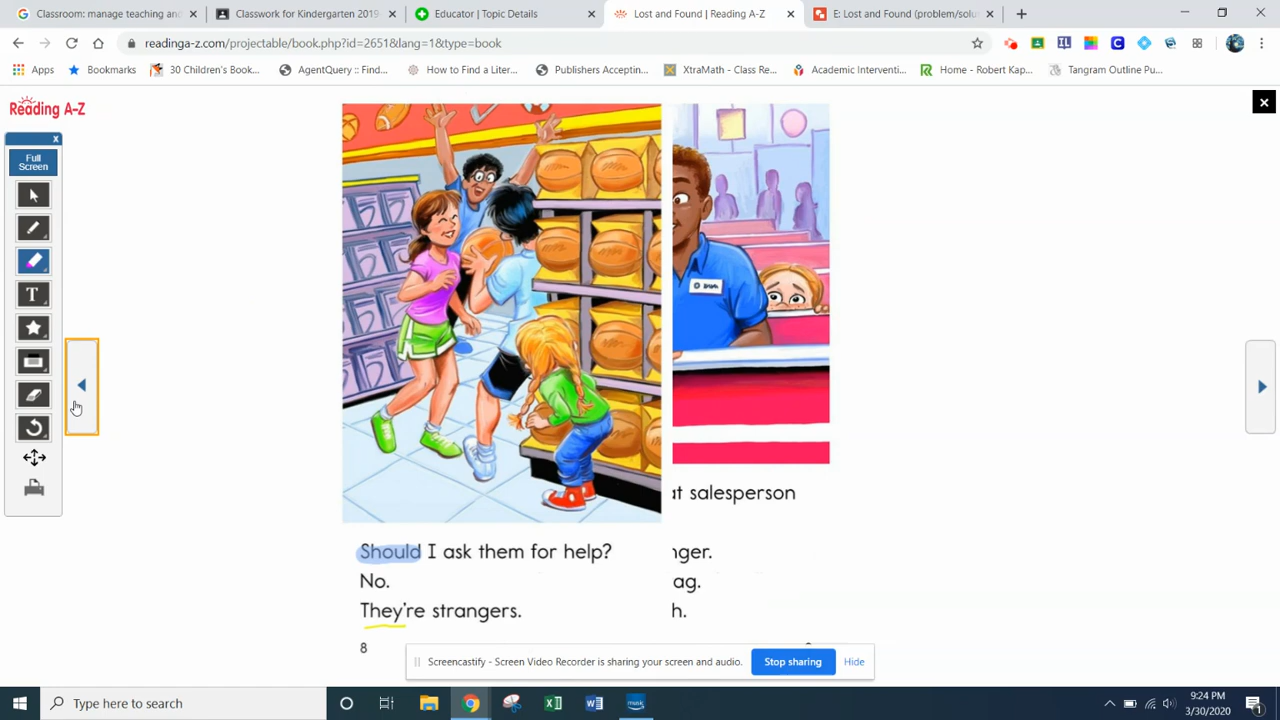 Classroom: manage teaching and
Classwork for Kindergarten 2019
Educator | Topic Details
Lost and Found | Reading A-Z
E: Lost and Found (problem/solu
readinga-z.com/projectable/book.php?id=2651&lang=1&type=book
Apps
Bookmarks
30 Children's Book...
AgentQuery :: Find...
How to Find a Liter...
Publishers Acceptin...
XtraMath - Class Re...
Academic Interventi...
Home - Robert Kap...
Tangram Outline Pu...
Reading A-Z
Full
Screen
T
at salesperson
Should I ask them for help?
nger.
No.
ag.
They're strangers.
h.
8
Screencastify - Screen Video Recorder is sharing your screen and audio.
Stop sharing
Hide
Type here to search
music
9:24 PM
3/30/2020